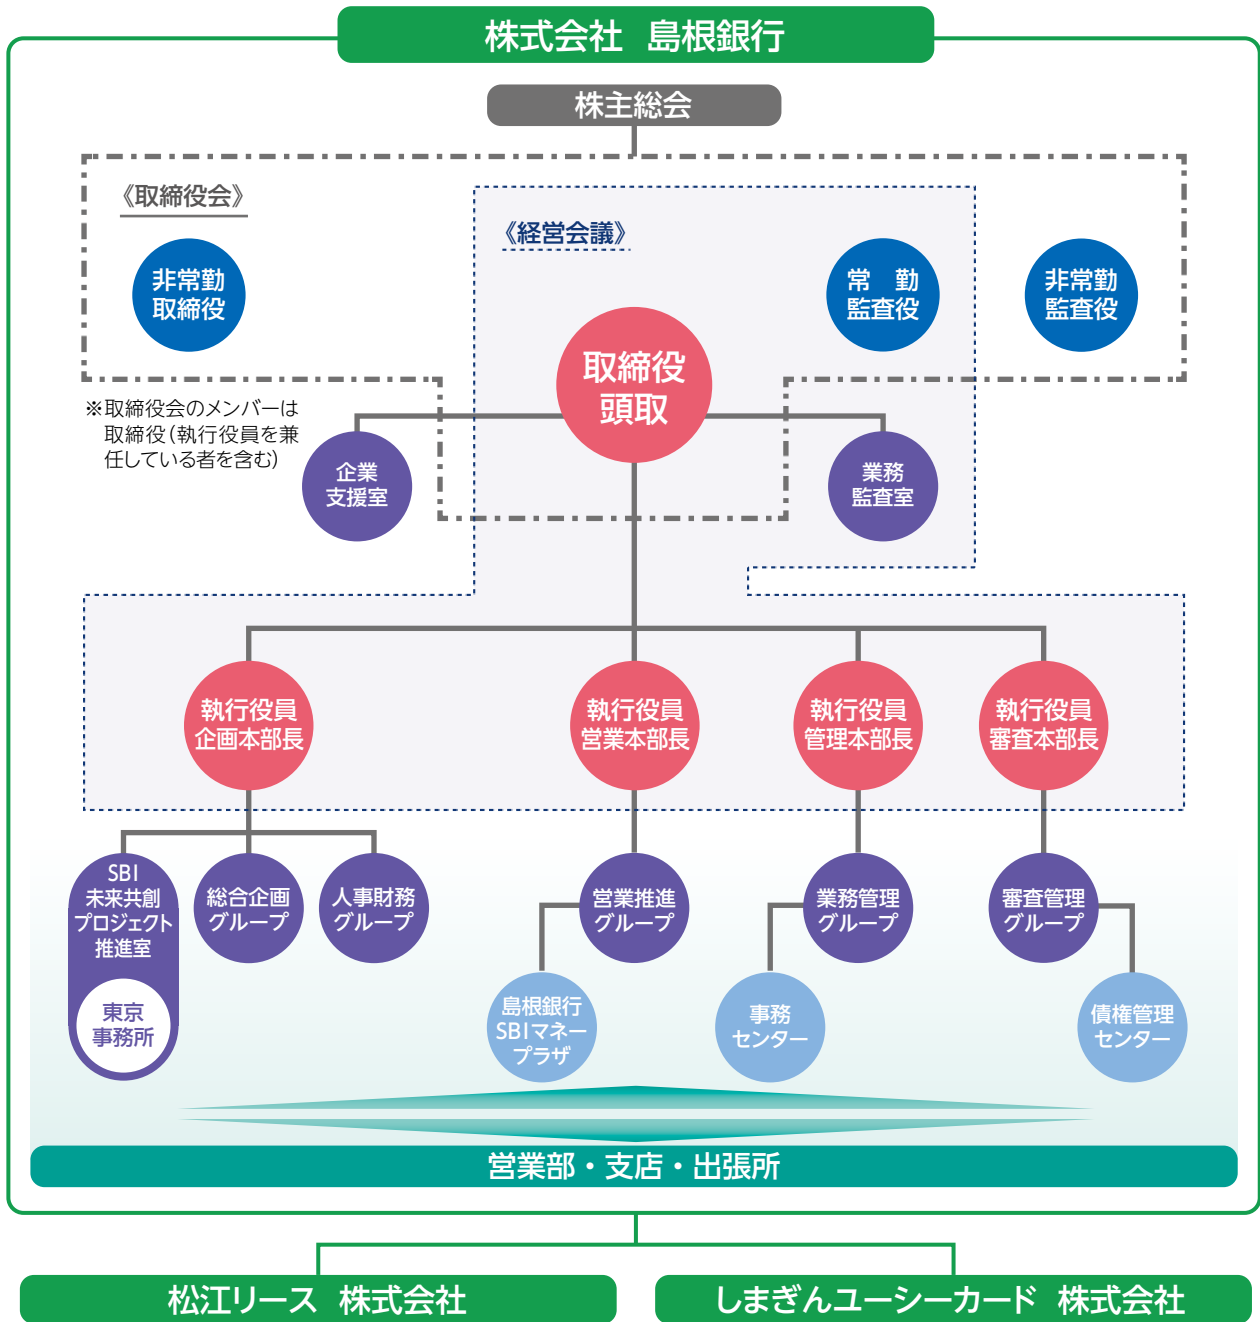 株式会社 島根銀行
株主総会
《取締役会》
《経営会議》
非常勤
取締役
常 勤
監査役
非常勤
監査役
取締役
頭取
※取締役会のメンバーは
取締役(執行役員を兼
任している者を含む)
企業
支援室
業務
監査室
執行役員
企画本部長
執行役員
営業本部長
執行役員
管理本部長
執行役員
審査本部長
SBI
未来共創
プロジェクト
推進室
東京
事務所
総合企画
グループ
人事財務
グループ
営業推進
グループ
業務管理
グループ
審査管理
グループ
島根銀行
SBIマネー
プラザ
事務
センター
債権管理
センター
営業部・支店・出張所
松江リース 株式会社
しまぎんユーシーカード 株式会社